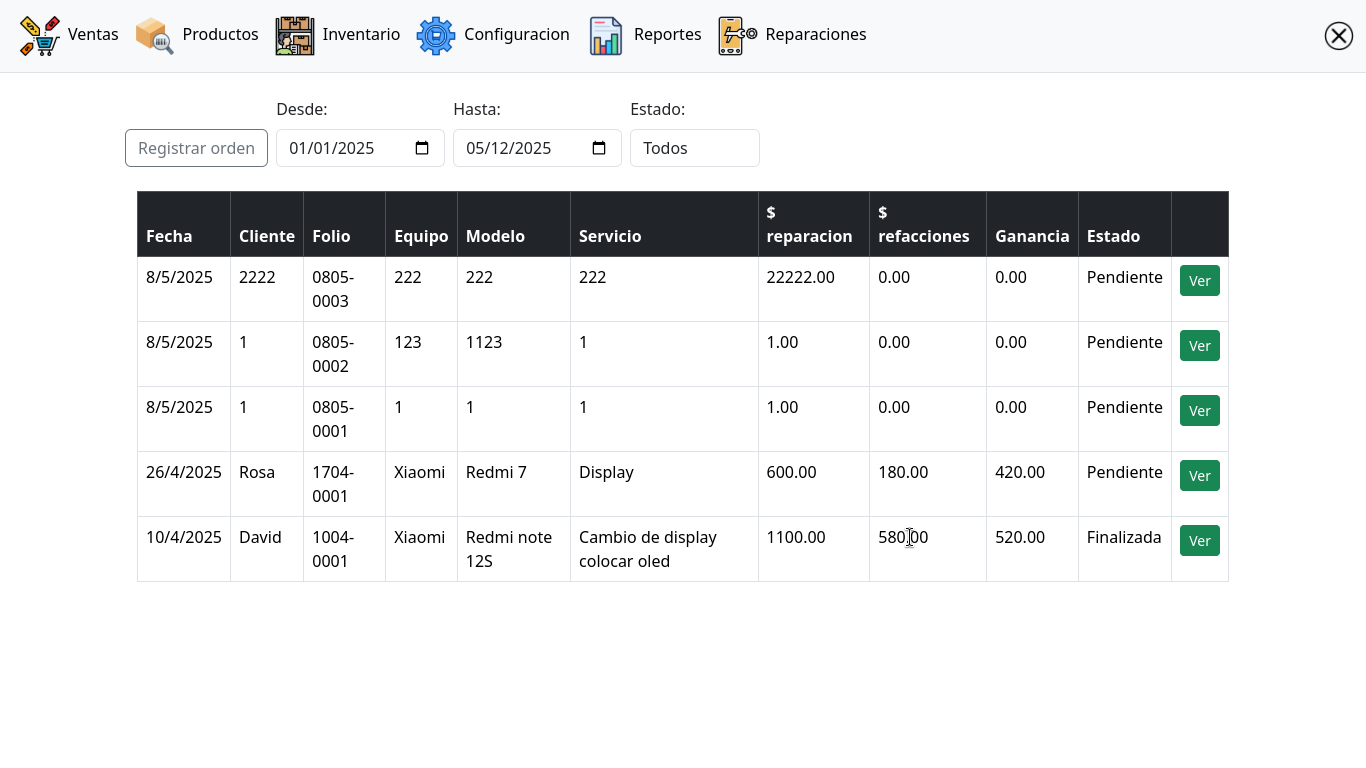 Ventas Productos Inventario Configuracion Reportes Reparaciones
Desde: Hasta: Estado:
Registrar orden 01/01/2025 05/12/2025 Todos
Fecha Cliente Folio Equipo Modelo Servicio $ reparacion $ refacciones Ganancia Estado
8/5/2025 2222 0805-0003 222 222 222 22222.00 0.00 0.00 Pendiente Ver
8/5/2025 1 0805-0002 123 1123 1 1.00 0.00 0.00 Pendiente Ver
8/5/2025 1 0805-0001 1 1 1 1.00 0.00 0.00 Pendiente Ver
26/4/2025 Rosa 1704-0001 Xiaomi Redmi 7 Display 600.00 180.00 420.00 Pendiente Ver
10/4/2025 David 1004-0001 Xiaomi Redmi note 12S Cambio de display colocar oled 1100.00 580.00 520.00 Finalizada Ver